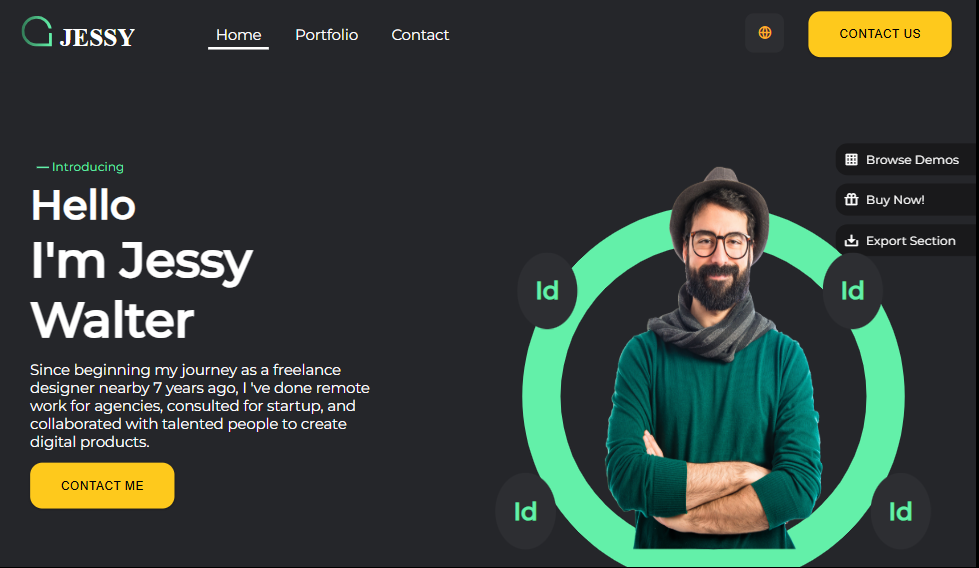 JESSY
Home
Portfolio
Contact
CONTACT US
Browse Demos
Buy Now!
Export Section
— Introducing
Hello
I'm Jessy
Walter
Since beginning my journey as a freelance
designer nearby 7 years ago, I 've done remote
work for agencies, consulted for startup, and
collaborated with talented people to create
digital products.
CONTACT ME
Id
Id
Id
Id